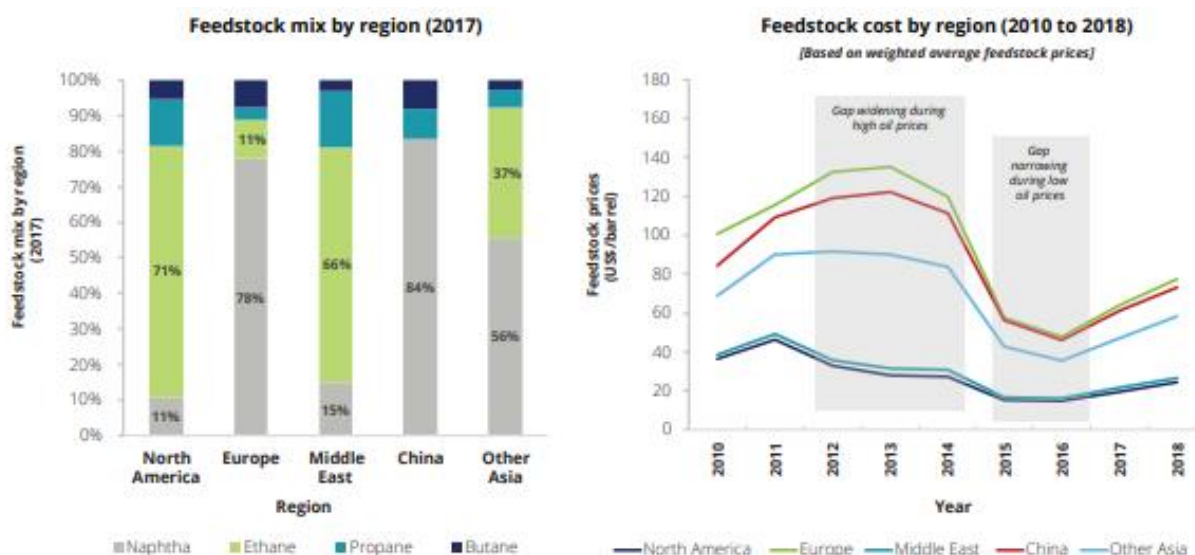 Feedstock mix by region (2017)
100%
90%
80%
70%
60%
50%
40%
30%
20%
10%
0%
Feedstock mix by region
(2017)
71%
11%
11%
78%
66%
15%
84%
37%
56%
North
America
Europe
Middle
East
China
Other
Asia
Region
Naphtha
Ethane
Propane
Butane
Feedstock cost by region (2010 to 2018)
[Based on weighted average feedstock prices]
180
160
140
120
100
80
60
40
20
0
Feedstock prices
(US$/barrel)
Gap widening during
high oil prices
Gap
narrowing
during low
oil prices
2010
2011
2012
2013
2014
2015
2016
2017
2018
Year
North America
Europe
Middle East
China
Other Asia